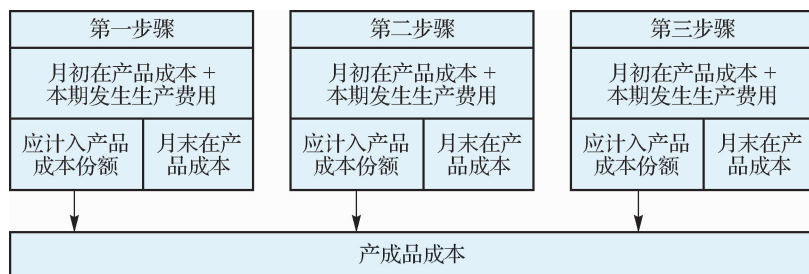 第一步骤
月初在产品成本 +
本期发生生产费用
应计入产品
成本份额
月末在产
品成本
第二步骤
月初在产品成本 +
本期发生生产费用
应计入产品
成本份额
月末在产
品成本
第三步骤
月初在产品成本 +
本期发生生产费用
应计入产品
成本份额
月末在产
品成本
产成品成本